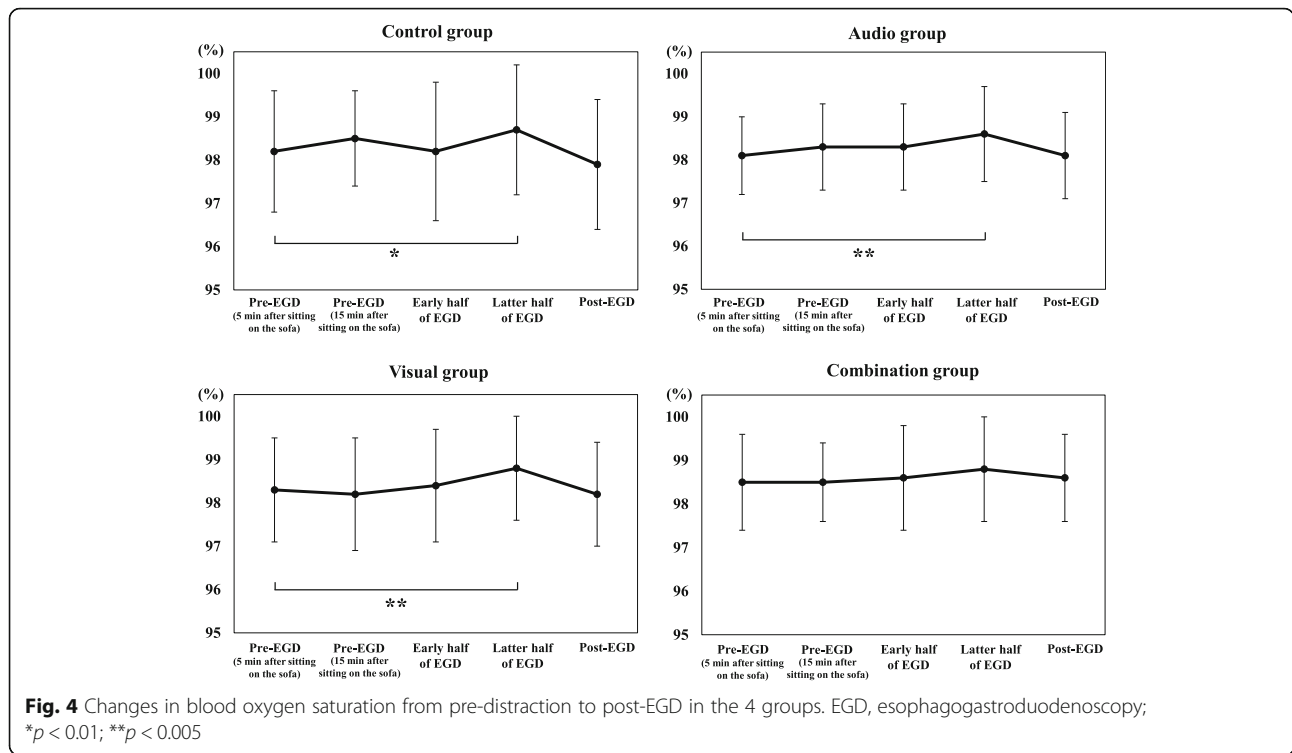 Control group
(%)
100
99
98
97
96
95
*
Pre-EGD
(5 min after sitting
on the sofa)
Pre-EGD
(15 min after
sitting on the sofa)
Early half
of EGD
Latter half
of EGD
Post-EGD
Audio group
(%)
100
99
98
97
96
95
**
Pre-EGD
(5 min after sitting
on the sofa)
Pre-EGD
(15 min after
sitting on the sofa)
Early half
of EGD
Latter half
of EGD
Post-EGD
Visual group
(%)
100
99
98
97
96
95
**
Pre-EGD
(5 min after sitting
on the sofa)
Pre-EGD
(15 min after
sitting on the sofa)
Early half
of EGD
Latter half
of EGD
Post-EGD
Combination group
(%)
100
99
98
97
96
95
Pre-EGD
(5 min after sitting
on the sofa)
Pre-EGD
(15 min after
sitting on the sofa)
Early half
of EGD
Latter half
of EGD
Post-EGD
Fig. 4 Changes in blood oxygen saturation from pre-distraction to post-EGD in the 4 groups. EGD, esophagogastroduodenoscopy;
*p < 0.01; **p < 0.005